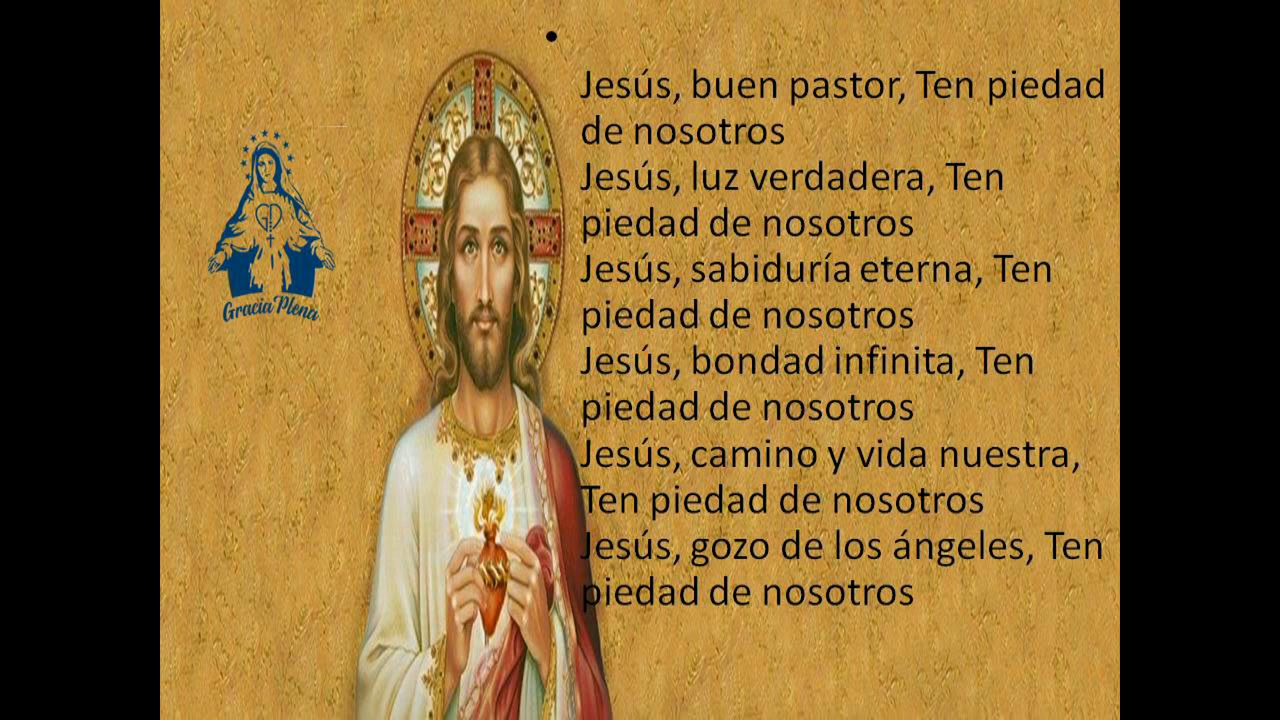 Gracia Plena
Jesús, buen pastor, Ten piedad
de nosotros
Jesús, luz verdadera, Ten
piedad de nosotros
Jesús, sabiduría eterna, Ten
piedad de nosotros
Jesús, bondad infinita, Ten
piedad de nosotros
Jesús, camino y vida nuestra,
Ten piedad de nosotros
Jesús, gozo de los ángeles, Ten
piedad de nosotros